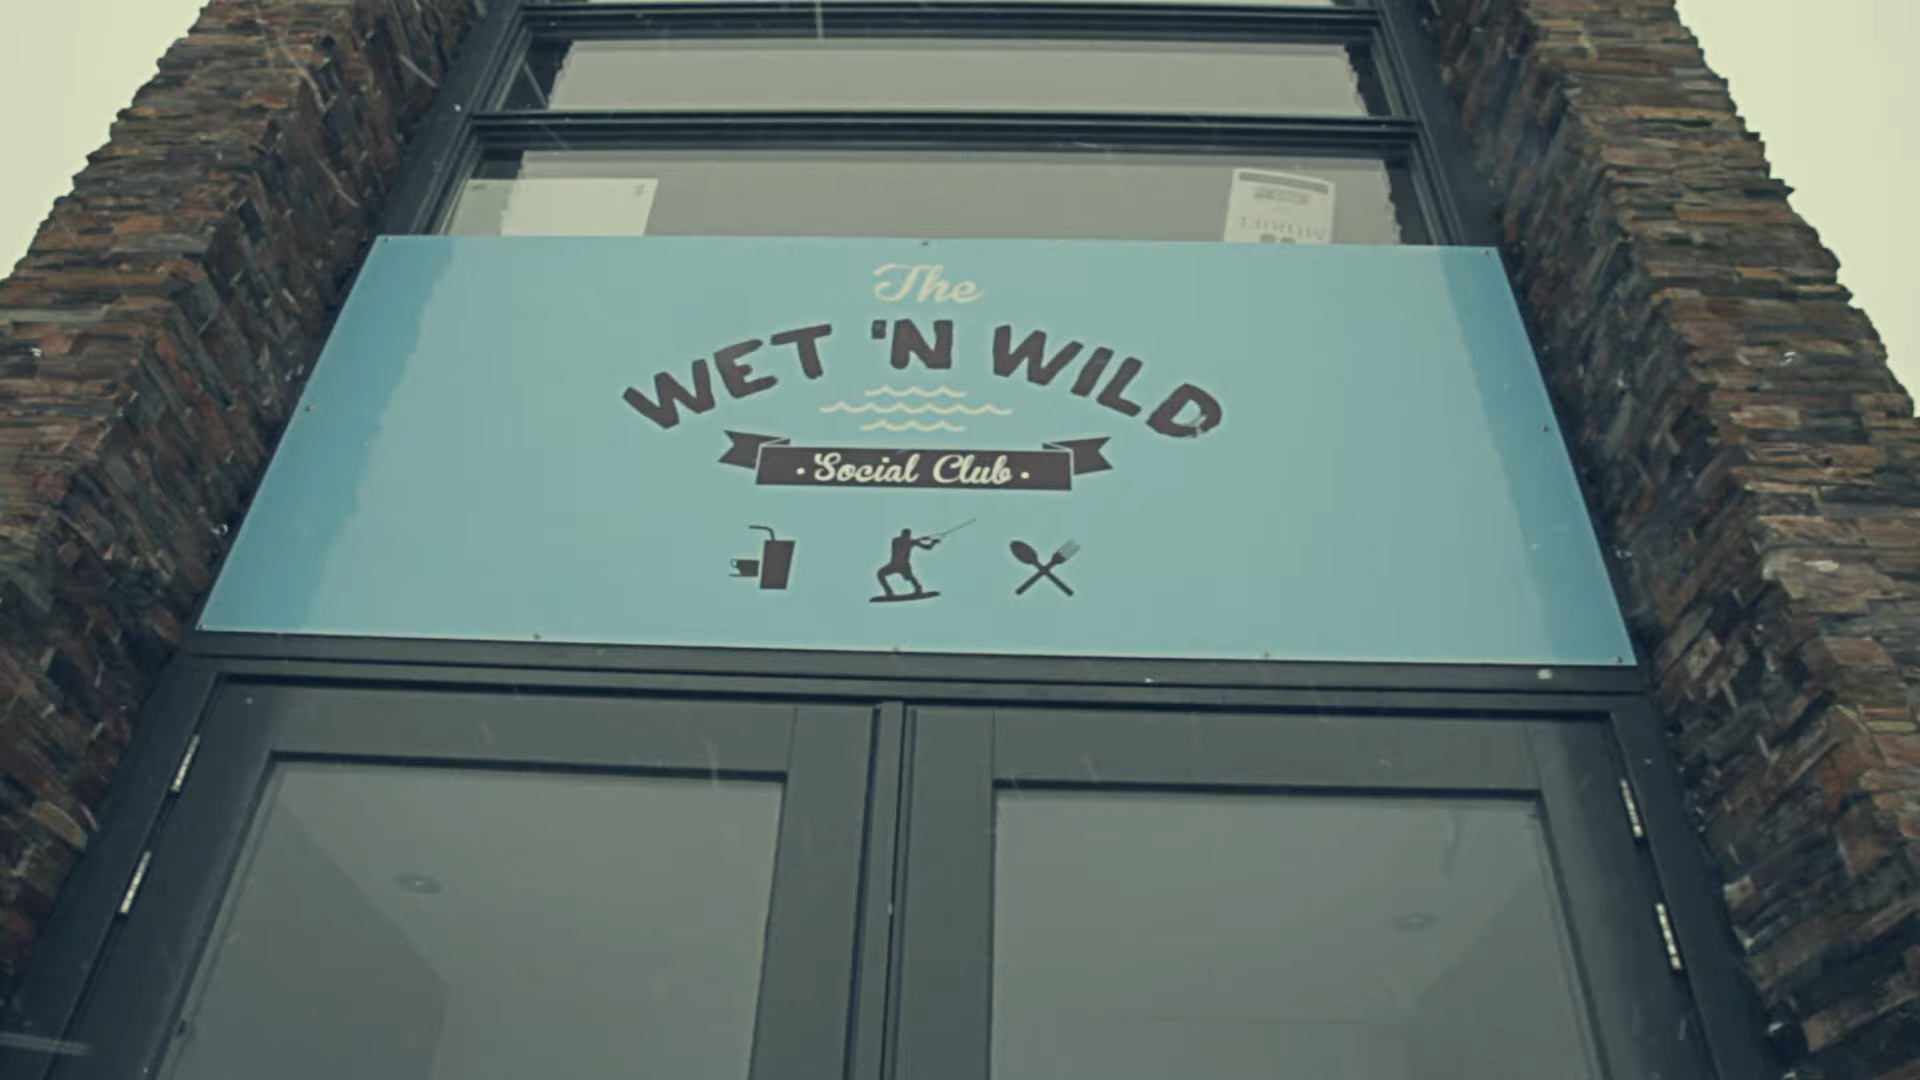 The
WET 'N WILD
· Social Club ·